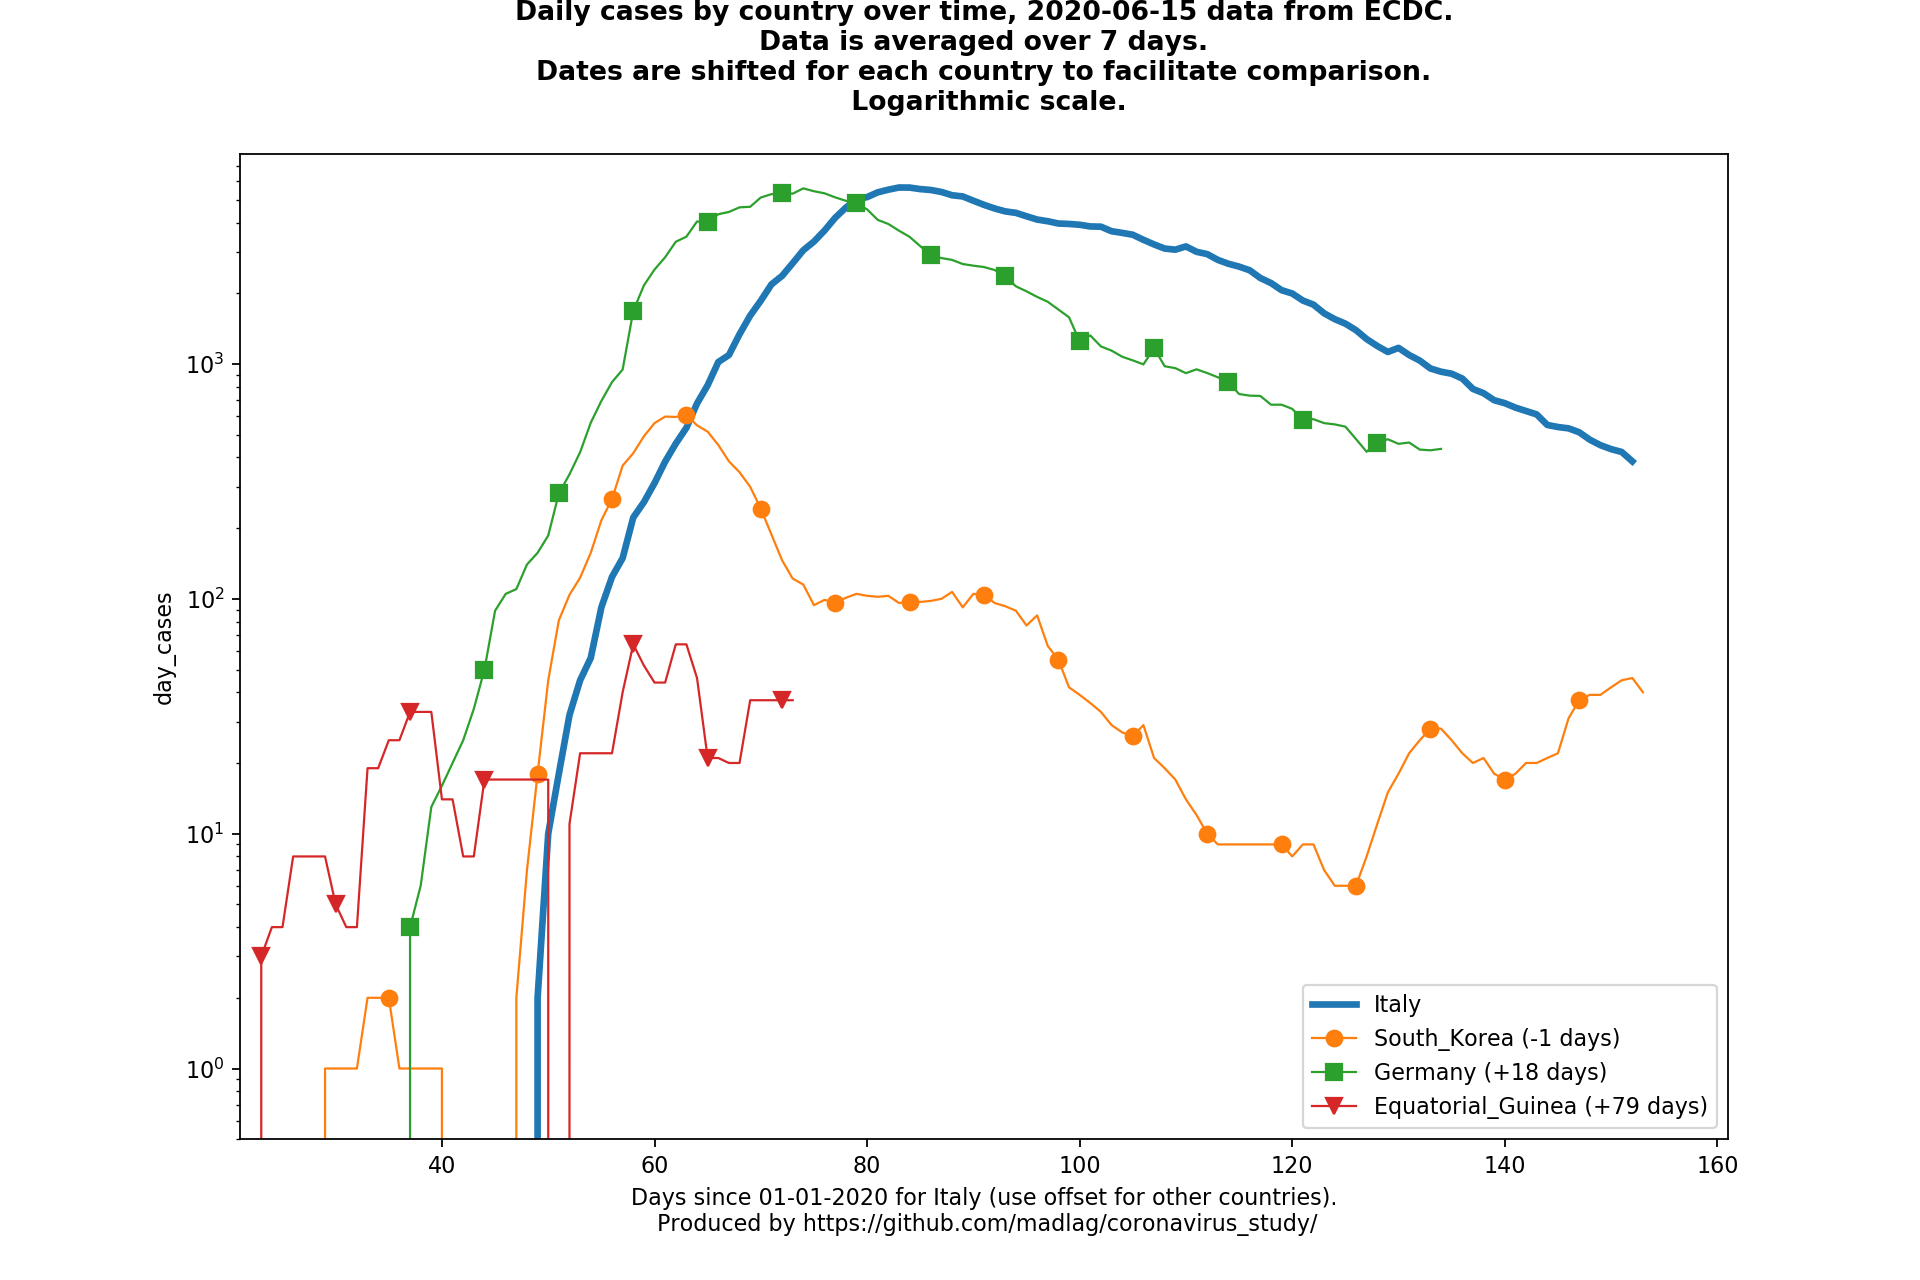 Daily cases by country over time, 2020-06-15 data from ECDC.
Data is averaged over 7 days.
Dates are shifted for each country to facilitate comparison.
Logarithmic scale.
10³
10²
10¹
10⁰
day_cases
Italy
South_Korea (-1 days)
Germany (+18 days)
Equatorial_Guinea (+79 days)
40 60 80 100 120 140 160
Days since 01-01-2020 for Italy (use offset for other countries).
Produced by https://github.com/madlag/coronavirus_study/